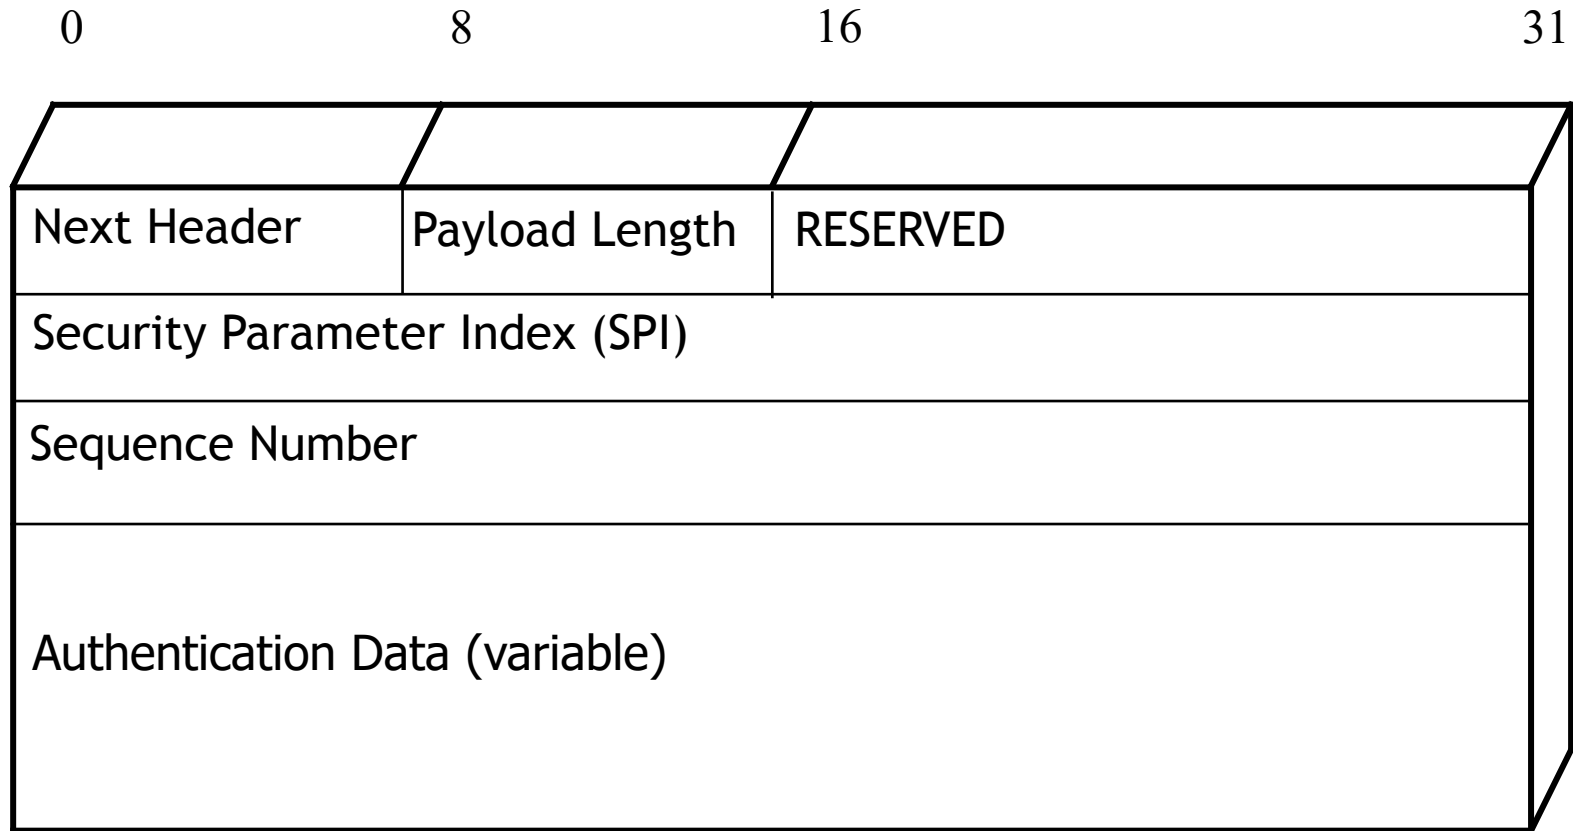 0 8 16 31
Next Header Payload Length RESERVED
Security Parameter Index (SPI)
Sequence Number
Authentication Data (variable)